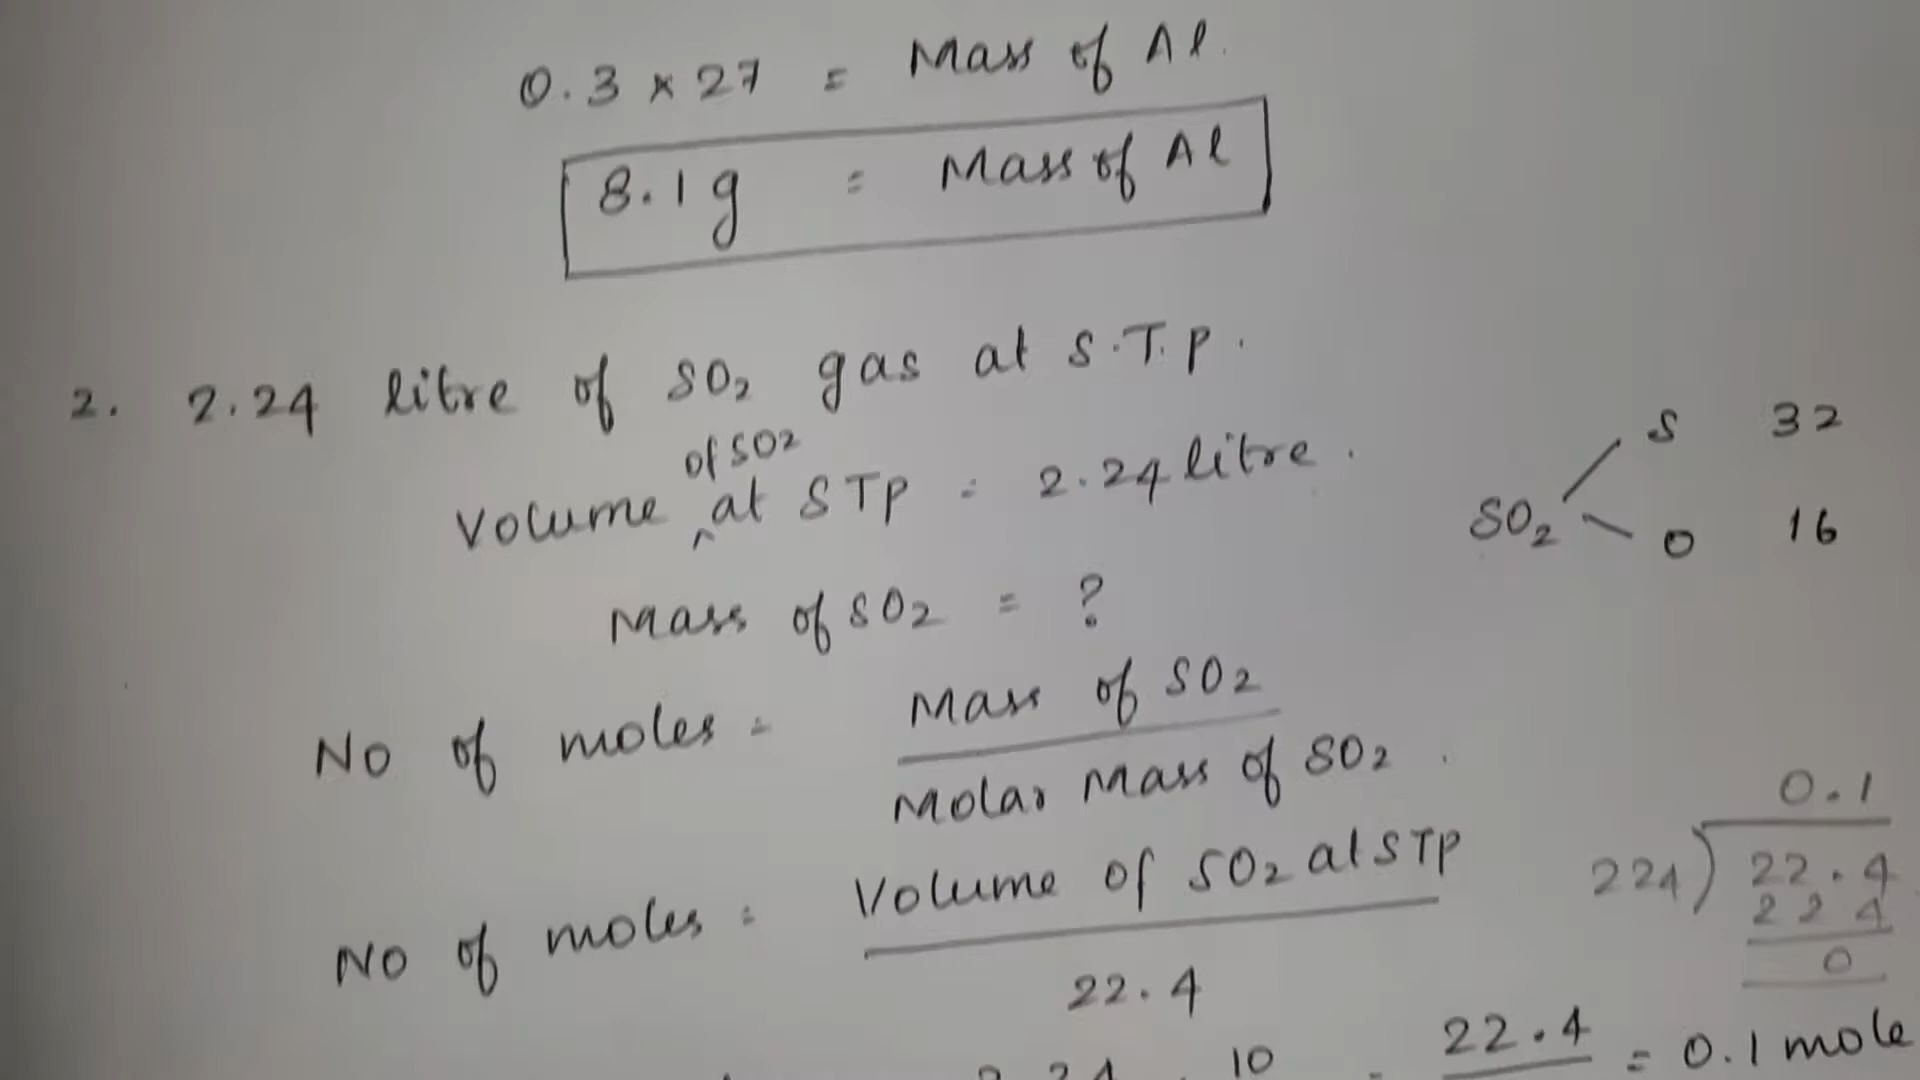 0.3 × 27 = Mass of Al.
8.1g = Mass of Al
2. 2.24 litre of SO₂ gas at S.T.P.
of SO2
Volume ^ at STP = 2.24 litre.
S 32
SO₂
O 16
Mass of SO2 = ?
No of moles = Mass of SO2
Molar Mass of SO2.
No of moles = Volume of SO₂ at STP
22.4
0.1
224) 22.4
22 4
0
10 = 22.4 = 0.1 mole